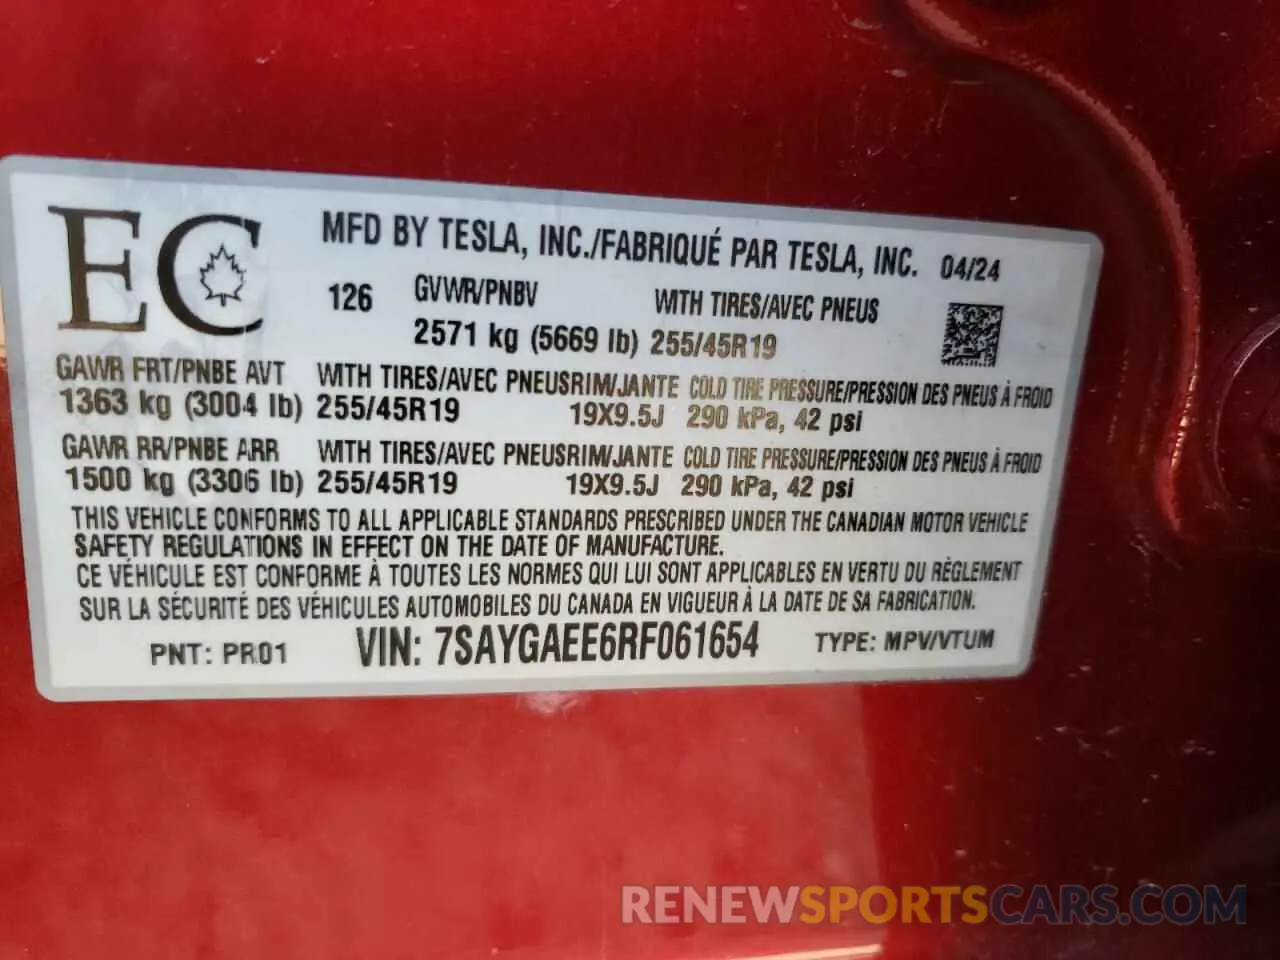 EC MFD BY TESLA, INC./FABRIQUÉ PAR TESLA, INC. 04/24
126 GVWR/PNBV WITH TIRES/AVEC PNEUS
2571 kg (5669 lb) 255/45R19
GAWR FRT/PNBE AVT WITH TIRES/AVEC PNEUS RIM/JANTE COLD TIRE PRESSURE/PRESSION DES PNEUS À FROID
1363 kg (3004 lb) 255/45R19 19X9.5J 290 kPa, 42 psi
GAWR RR/PNBE ARR WITH TIRES/AVEC PNEUS RIM/JANTE COLD TIRE PRESSURE/PRESSION DES PNEUS À FROID
1500 kg (3306 lb) 255/45R19 19X9.5J 290 kPa, 42 psi
THIS VEHICLE CONFORMS TO ALL APPLICABLE STANDARDS PRESCRIBED UNDER THE CANADIAN MOTOR VEHICLE
SAFETY REGULATIONS IN EFFECT ON THE DATE OF MANUFACTURE.
CE VÉHICULE EST CONFORME À TOUTES LES NORMES QUI LUI SONT APPLICABLES EN VERTU DU RÈGLEMENT
SUR LA SÉCURITÉ DES VÉHICULES AUTOMOBILES DU CANADA EN VIGUEUR À LA DATE DE SA FABRICATION.
PNT: PR01 VIN: 7SAYGAEE6RF061654 TYPE: MPV/VTUM
RENEWSPORTSCARS.COM